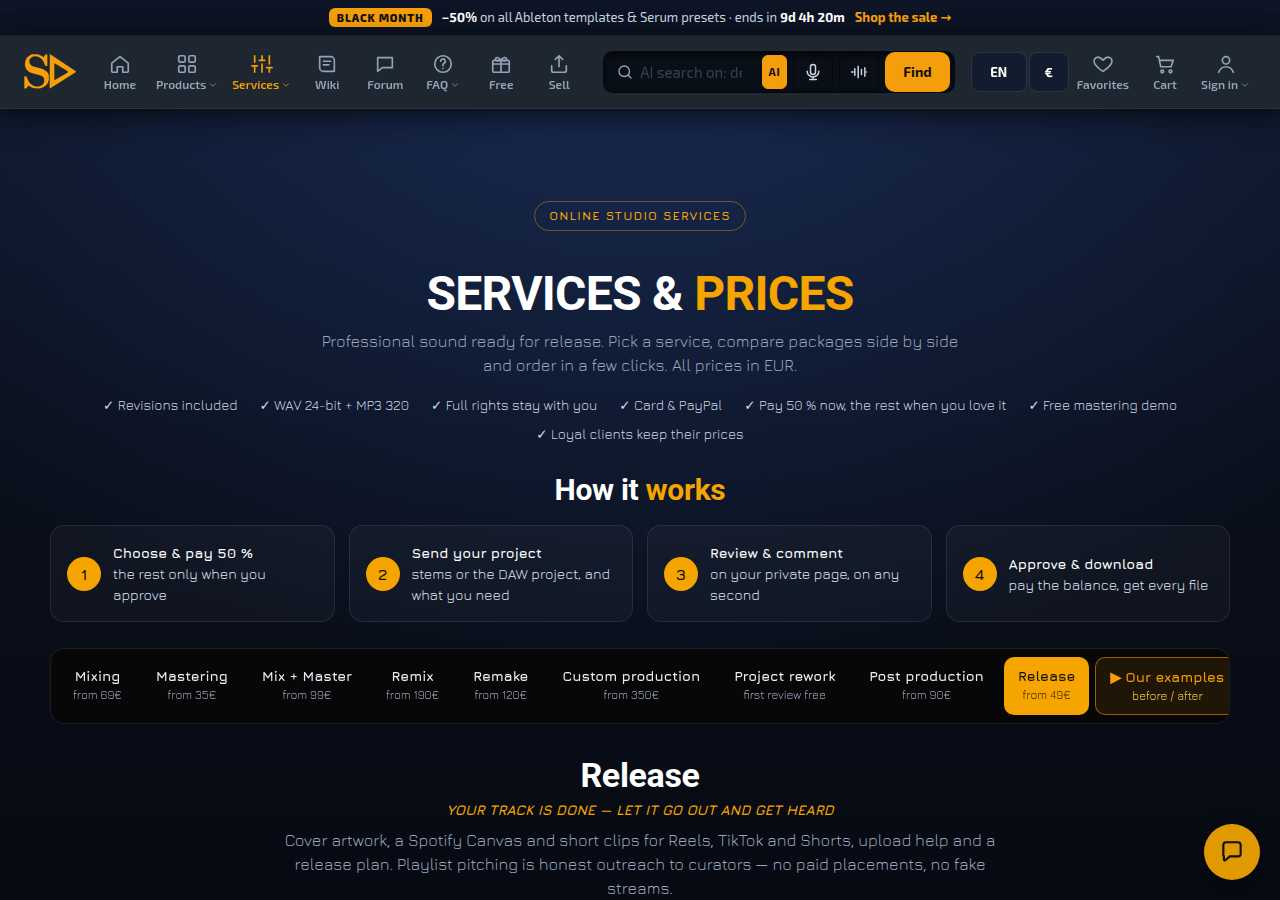 BLACK MONTH −50% on all Ableton templates & Serum presets · ends in 9d 4h 20m Shop the sale →
Home Products Services Wiki Forum FAQ Free Sell AI search on: dr AI Find EN € Favorites Cart Sign in
ONLINE STUDIO SERVICES
SERVICES & PRICES
Professional sound ready for release. Pick a service, compare packages side by side
and order in a few clicks. All prices in EUR.
✓ Revisions included ✓ WAV 24-bit + MP3 320 ✓ Full rights stay with you ✓ Card & PayPal ✓ Pay 50 % now, the rest when you love it ✓ Free mastering demo
✓ Loyal clients keep their prices
How it works
1 Choose & pay 50 %
the rest only when you
approve
2 Send your project
stems or the DAW project, and
what you need
3 Review & comment
on your private page, on any
second
4 Approve & download
pay the balance, get every file
Mixing Mastering Mix + Master Remix Remake Custom production Project rework Post production Release ▶ Our examples
from 69€ from 35€ from 99€ from 190€ from 120€ from 350€ first review free from 90€ from 49€ before / after
Release
YOUR TRACK IS DONE — LET IT GO OUT AND GET HEARD
Cover artwork, a Spotify Canvas and short clips for Reels, TikTok and Shorts, upload help and a
release plan. Playlist pitching is honest outreach to curators — no paid placements, no fake
streams.